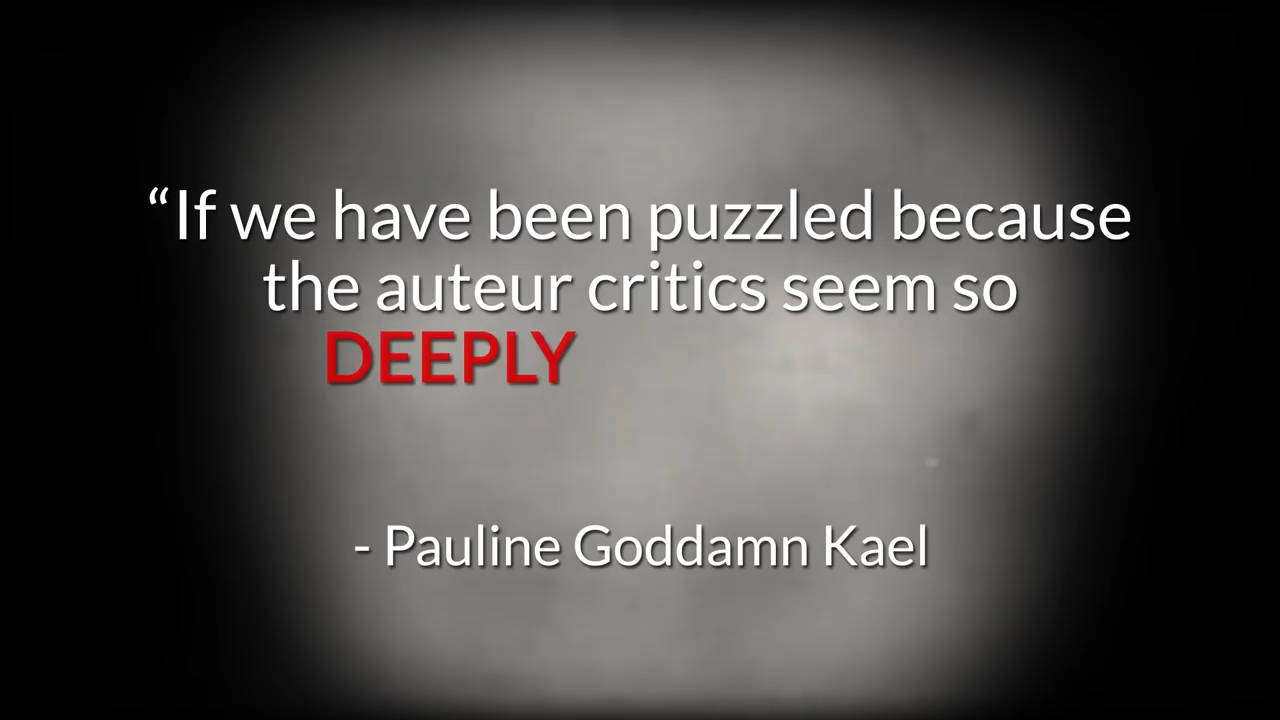 “If we have been puzzled because
the auteur critics seem so
DEEPLY
- Pauline Goddamn Kael